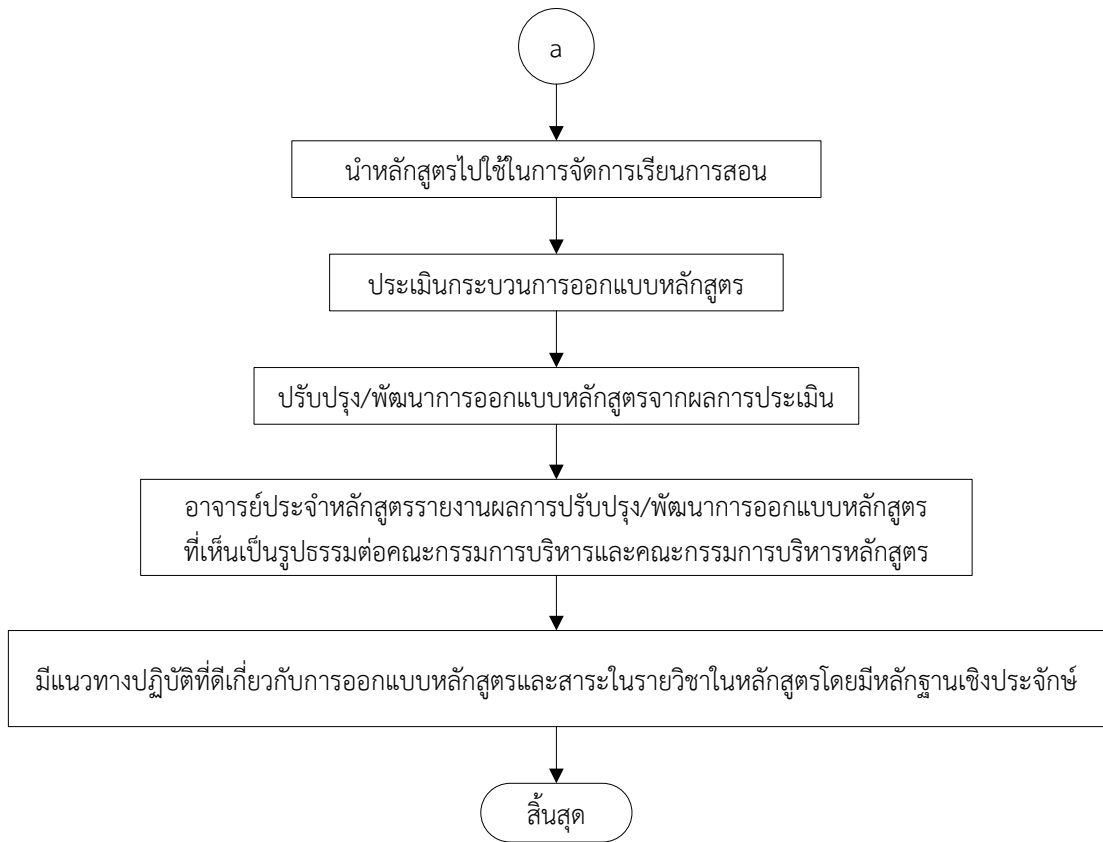 a
นำหลักสูตรไปใช้ในการจัดการเรียนการสอน
ประเมินกระบวนการออกแบบหลักสูตร
ปรับปรุง/พัฒนาการออกแบบหลักสูตรจากผลการประเมิน
อาจารย์ประจำหลักสูตรรายงานผลการปรับปรุง/พัฒนาการออกแบบหลักสูตร
ที่เห็นเป็นรูปธรรมต่อคณะกรรมการบริหารและคณะกรรมการบริหารหลักสูตร
มีแนวทางปฏิบัติที่ดีเกี่ยวกับการออกแบบหลักสูตรและสาระในรายวิชาในหลักสูตรโดยมีหลักฐานเชิงประจักษ์
สิ้นสุด